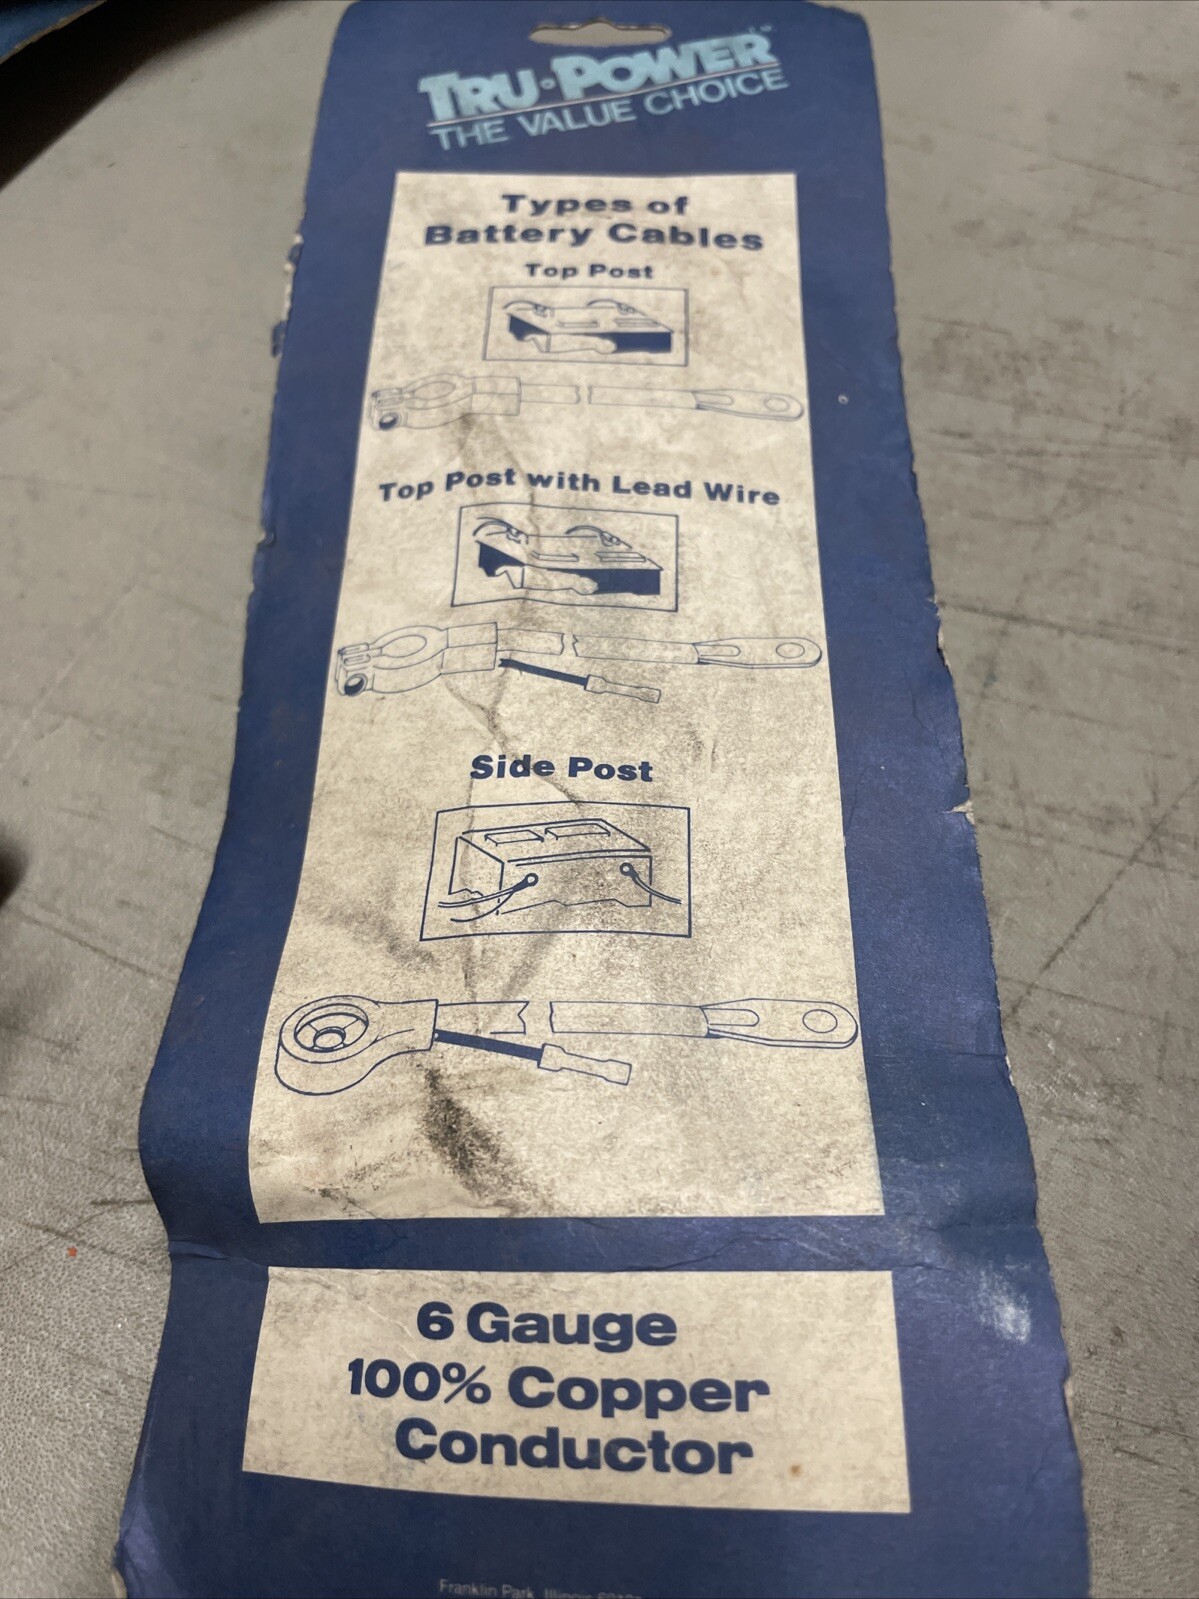 TRU•POWER™
THE VALUE CHOICE
Types of
Battery Cables
Top Post
Top Post with Lead Wire
Side Post
6 Gauge
100% Copper
Conductor
Franklin Park, Illinois